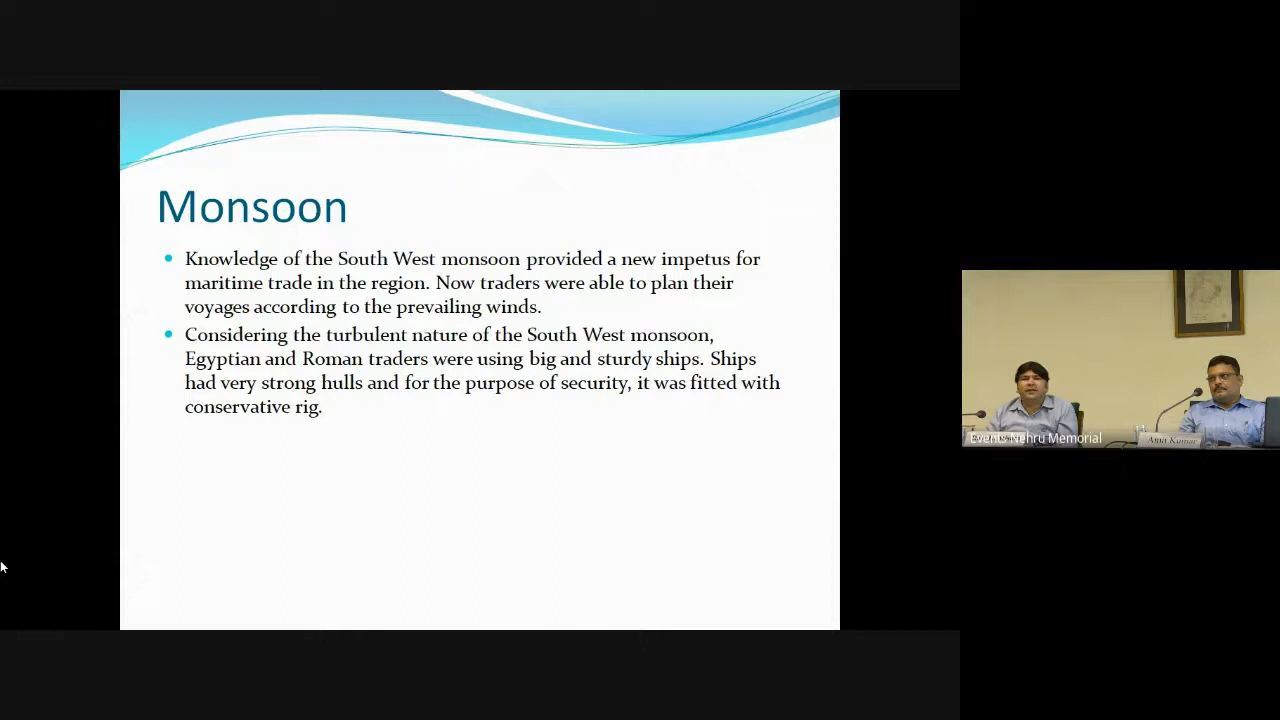 Monsoon
Knowledge of the South West monsoon provided a new impetus for
maritime trade in the region. Now traders were able to plan their
voyages according to the prevailing winds.
Considering the turbulent nature of the South West monsoon,
Egyptian and Roman traders were using big and sturdy ships. Ships
had very strong hulls and for the purpose of security, it was fitted with
conservative rig.
Events Nehru Memorial
Amit Kumar